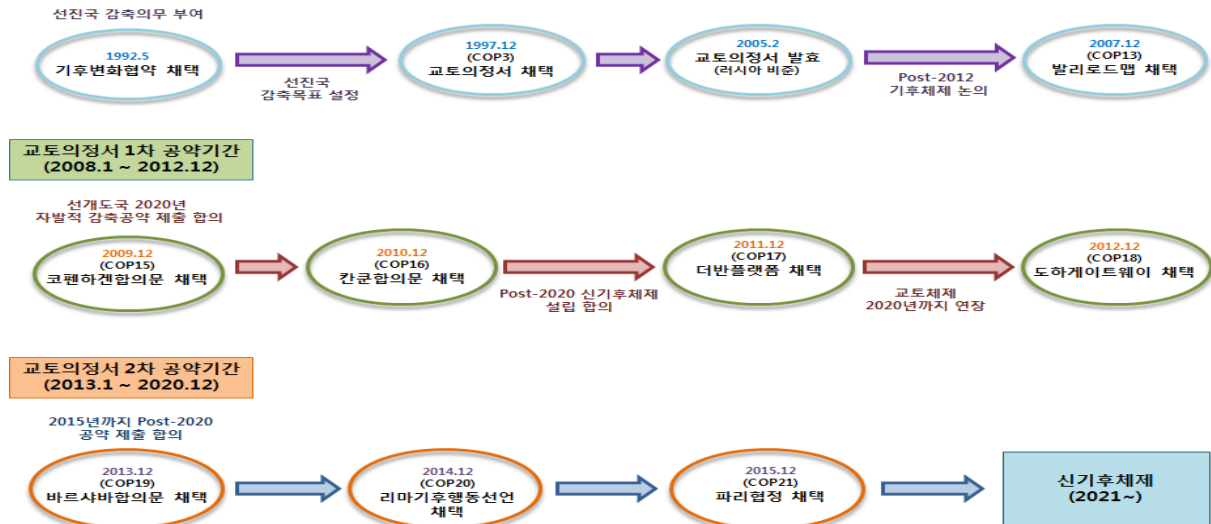 선진국 감축의무 부여
1992.5
기후변화협약 채택
선진국
감축목표 설정
1997.12
(COP3)
교토의정서 채택
2005.2
교토의정서 발효
(러시아 비준)
Post-2012
기후체제 논의
2007.12
(COP13)
발리로드맵 채택
교토의정서 1차 공약기간
(2008.1 ~ 2012.12)
선개도국 2020년
자발적 감축공약 제출 합의
2009.12
(COP15)
코펜하겐합의문 채택
2010.12
(COP16)
칸쿤합의문 채택
Post-2020 신기후체제
설립 합의
2011.12
(COP17)
더반플랫폼 채택
교토체제
2020년까지 연장
2012.12
(COP18)
도하게이트웨이 채택
교토의정서 2차 공약기간
(2013.1 ~ 2020.12)
2015년까지 Post-2020
공약 제출 합의
2013.12
(COP19)
바르샤바합의문 채택
2014.12
(COP20)
리마기후행동선언
채택
2015.12
(COP21)
파리협정 채택
신기후체제
(2021~)